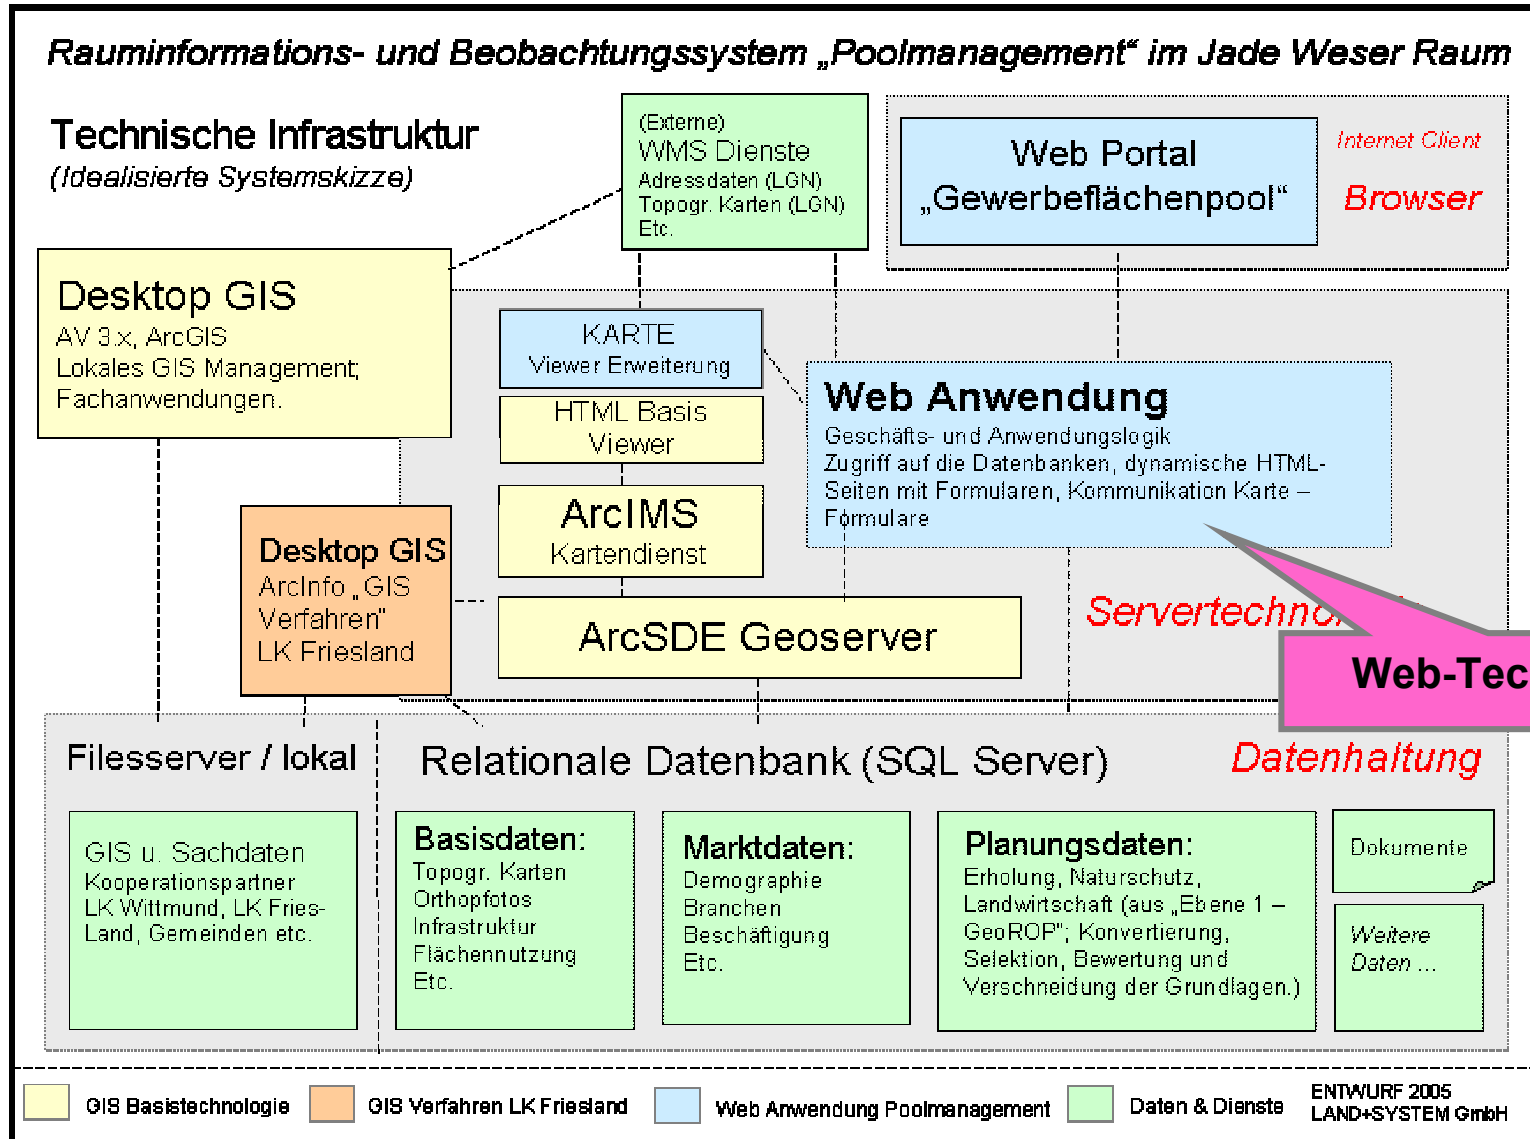 Rauminformations- und Beobachtungssystem „Poolmanagement“ im Jade Weser Raum
Technische Infrastruktur
(Idealisierte Systemskizze)
(Externe)
WMS Dienste
Adressdaten (LGN)
Topogr. Karten (LGN)
Etc.
Web Portal
„Gewerbeflächenpool“
Internet Client
Browser
Desktop GIS
AV 3.x, ArcGIS
Lokales GIS Management;
Fachanwendungen.
KARTE
Viewer Erweiterung
HTML Basis
Viewer
ArcIMS
Kartendienst
Web Anwendung
Geschäfts- und Anwendungslogik
Zugriff auf die Datenbanken, dynamische HTML-
Seiten mit Formularen, Kommunikation Karte –
Formulare
Desktop GIS
ArcInfo „GIS
Verfahren“
LK Friesland
ArcSDE Geoserver
Web-Tec
Filesserver / lokal
Relationale Datenbank (SQL Server)
Datenhaltung
GIS u. Sachdaten
Kooperationspartner
LK Wittmund, LK Fries-
Land, Gemeinden etc.
Basisdaten:
Topogr. Karten
Orthopfotos
Infrastruktur
Flächennutzung
Etc.
Marktdaten:
Demographie
Branchen
Beschäftigung
Etc.
Planungsdaten:
Erholung, Naturschutz,
Landwirtschaft (aus „Ebene 1 –
GeoROP“; Konvertierung,
Selektion, Bewertung und
Verschneidung der Grundlagen.)
Dokumente
Weitere
Daten ...
GIS Basistechnologie
GIS Verfahren LK Friesland
Web Anwendung Poolmanagement
Daten & Dienste
ENTWURF 2005
LAND+SYSTEM GmbH